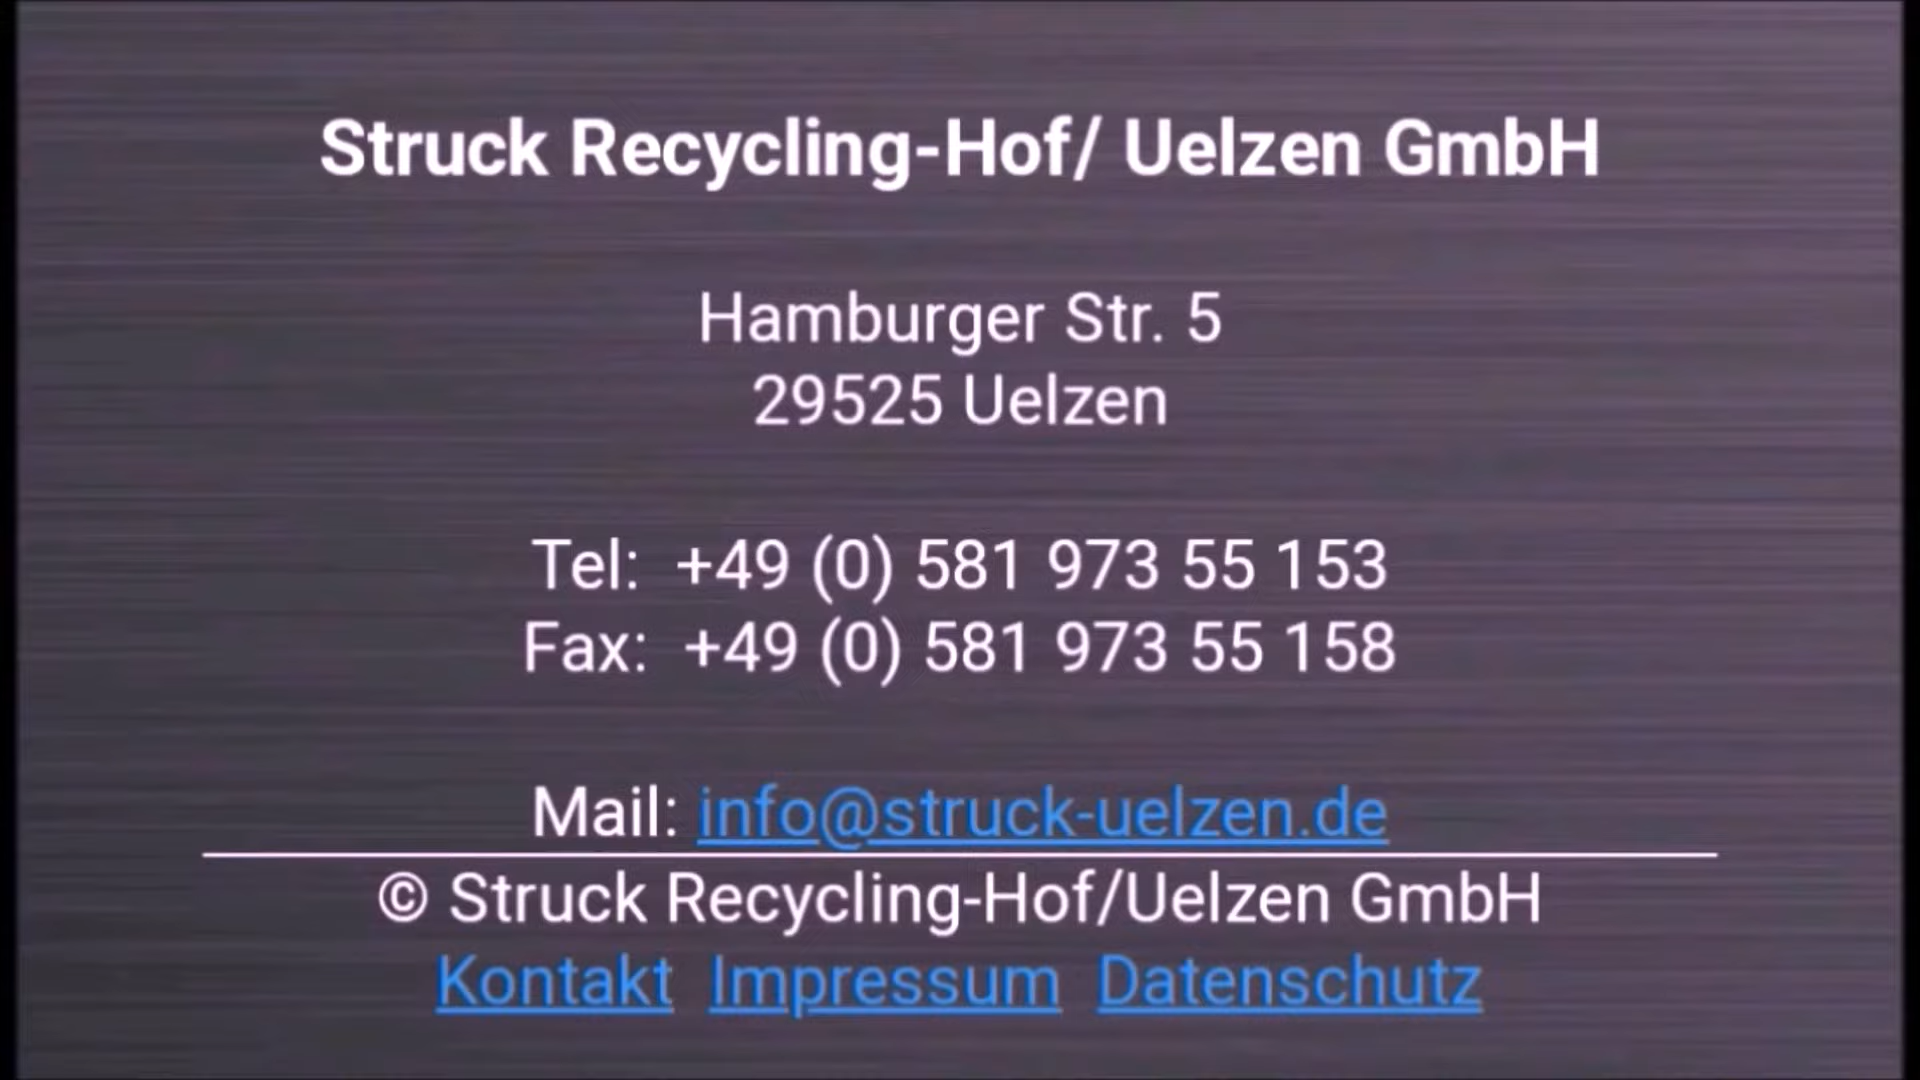 Struck Recycling-Hof/ Uelzen GmbH
Hamburger Str. 5
29525 Uelzen
Tel:  +49 (0) 581 973 55 153
Fax:  +49 (0) 581 973 55 158
Mail: info@struck-uelzen.de
© Struck Recycling-Hof/Uelzen GmbH
Kontakt  Impressum  Datenschutz